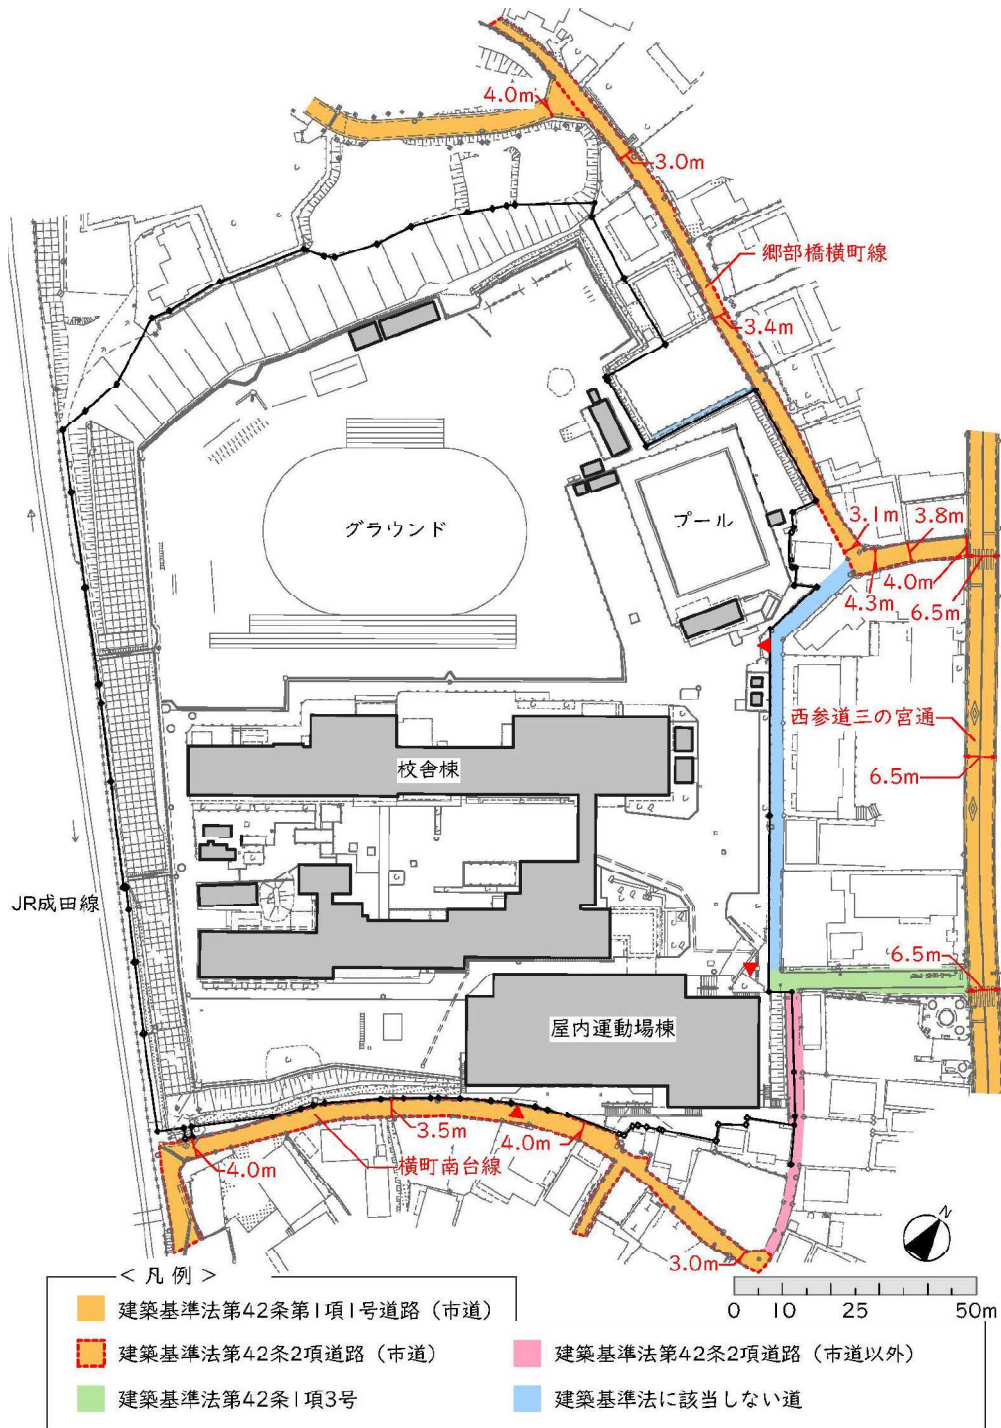 4.0m
3.0m
郷部橋横町線
3.4m
グラウンド
プール
3.1m
3.8m
4.0m
4.3m
6.5m
西参道三の宮通
6.5m
校舎棟
JR成田線
6.5m
屋内運動場棟
3.5m
4.0m
4.0m
横町南台線
3.0m
N
0 10 25 50m
<凡例>
建築基準法第42条第1項1号道路(市道)
建築基準法第42条2項道路(市道)
建築基準法第42条2項道路(市道以外)
建築基準法第42条1項3号
建築基準法に該当しない道